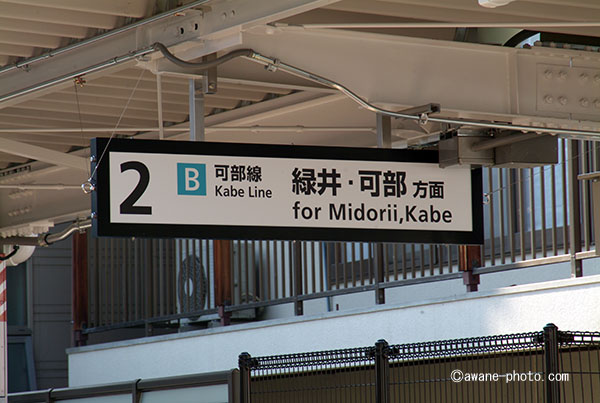 2
B
可部線
Kabe Line
緑井・可部 方面
for Midorii,Kabe
©awane-photo.com